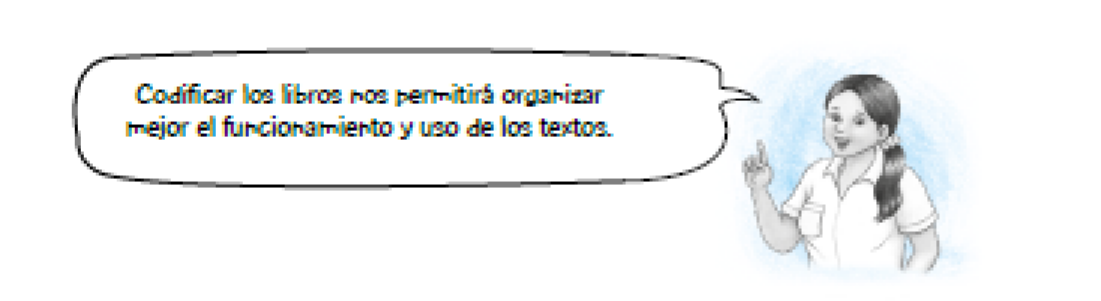 Codificar los libros nos permitirá organizar
mejor el funcionamiento y uso de los textos.